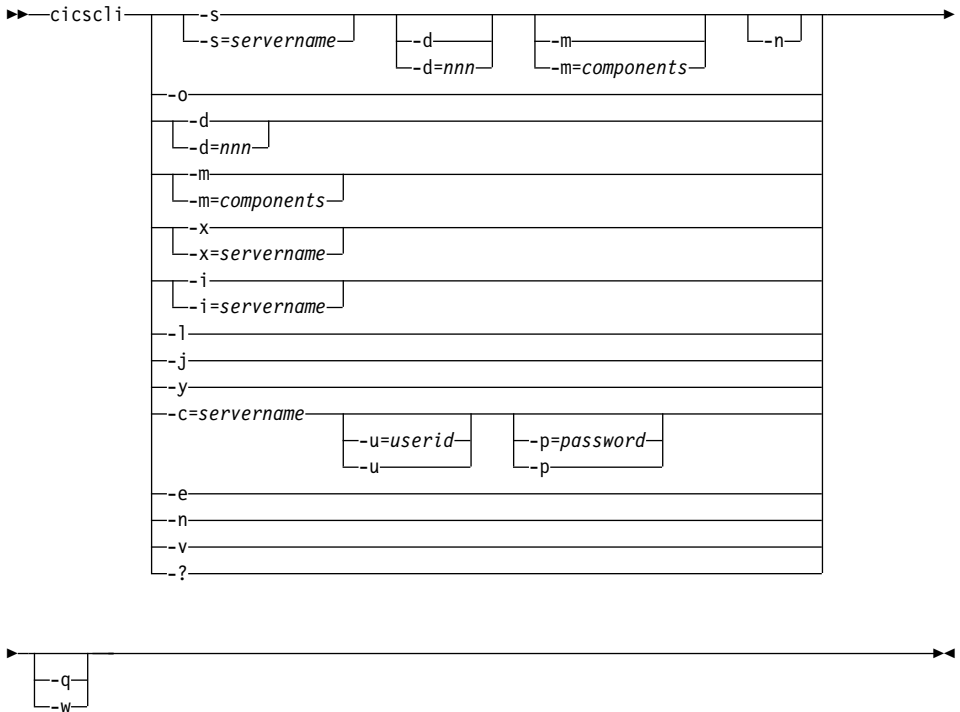 cicscli -s
-s=servername -d -m -n
-d=nnn -m=components
-o
-d
-d=nnn
-m
-m=components
-x
-x=servername
-i
-i=servername
-l
-j
-y
-c=servername
-u=userid -p=password
-u -p
-e
-n
-v
-?
-q
-w